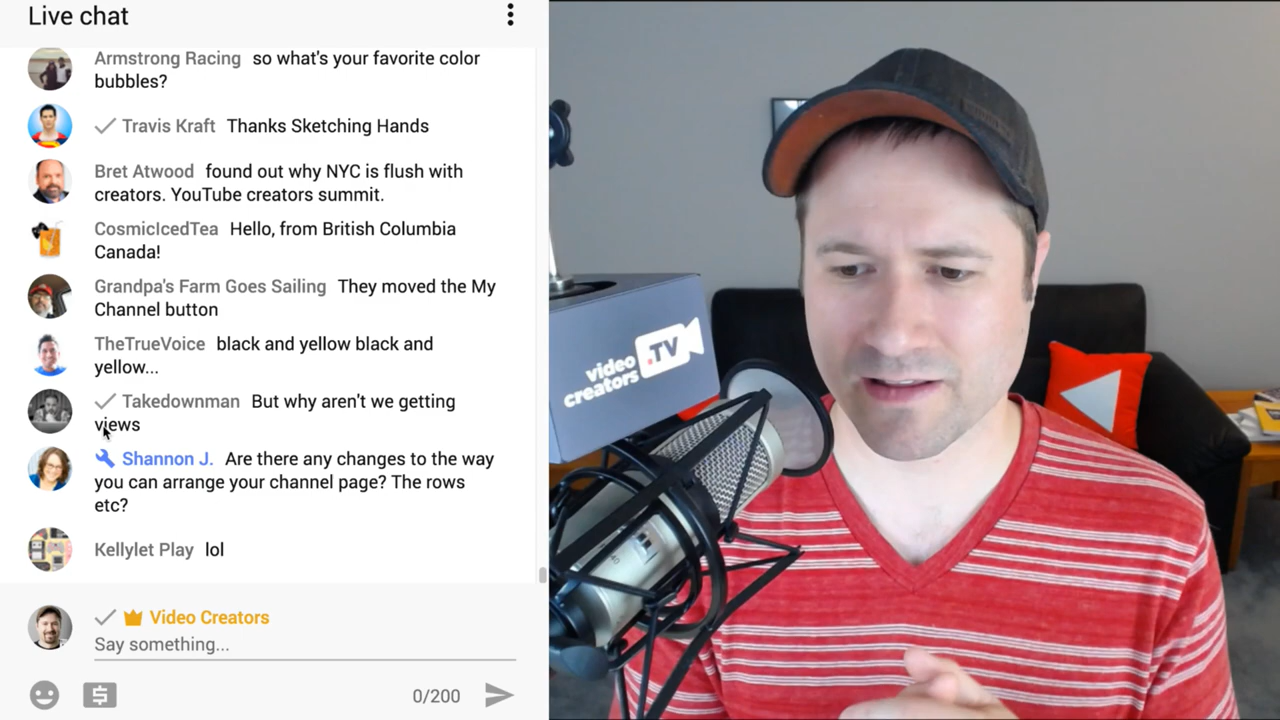 Live chat
Armstrong Racing so what's your favorite color
bubbles?
Travis Kraft Thanks Sketching Hands
Bret Atwood found out why NYC is flush with
creators. YouTube creators summit.
CosmicIcedTea Hello, from British Columbia
Canada!
Grandpa's Farm Goes Sailing They moved the My
Channel button
TheTrueVoice black and yellow black and
yellow...
Takedownman But why aren't we getting
views
Shannon J. Are there any changes to the way
you can arrange your channel page? The rows
etc?
Kellylet Play lol
Video Creators
Say something...
0/200
video
creators
.TV